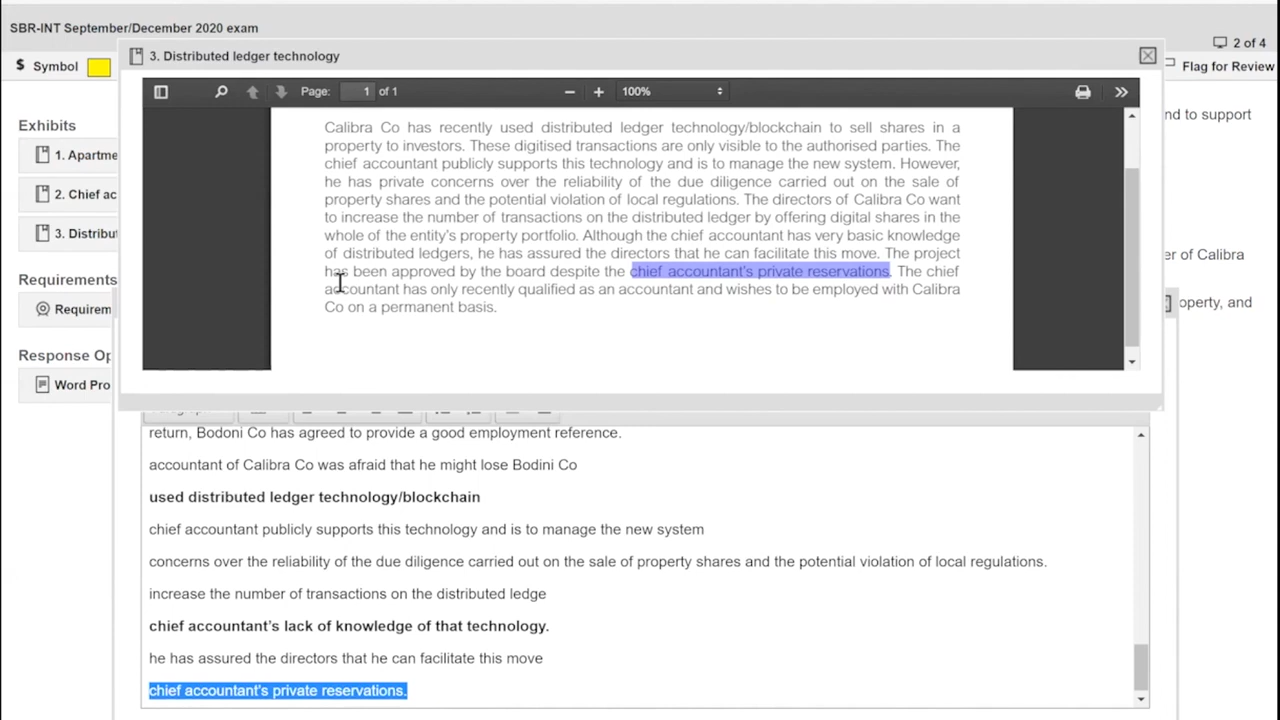 SBR-INT September/December 2020 exam
2 of 4
$ Symbol
Flag for Review
3. Distributed ledger technology
Page: 1 of 1
100%
Exhibits
1. Apartme
2. Chief ac
3. Distribut
Requirements
Requirem
Response Op
Word Pro
nd to support
er of Calibra
operty, and
Calibra Co has recently used distributed ledger technology/blockchain to sell shares in a
property to investors. These digitised transactions are only visible to the authorised parties. The
chief accountant publicly supports this technology and is to manage the new system. However,
he has private concerns over the reliability of the due diligence carried out on the sale of
property shares and the potential violation of local regulations. The directors of Calibra Co want
to increase the number of transactions on the distributed ledger by offering digital shares in the
whole of the entity's property portfolio. Although the chief accountant has very basic knowledge
of distributed ledgers, he has assured the directors that he can facilitate this move. The project
has been approved by the board despite the chief accountant's private reservations. The chief
accountant has only recently qualified as an accountant and wishes to be employed with Calibra
Co on a permanent basis.
return, Bodoni Co has agreed to provide a good employment reference.
accountant of Calibra Co was afraid that he might lose Bodini Co
used distributed ledger technology/blockchain
chief accountant publicly supports this technology and is to manage the new system
concerns over the reliability of the due diligence carried out on the sale of property shares and the potential violation of local regulations.
increase the number of transactions on the distributed ledge
chief accountant's lack of knowledge of that technology.
he has assured the directors that he can facilitate this move
chief accountant's private reservations.